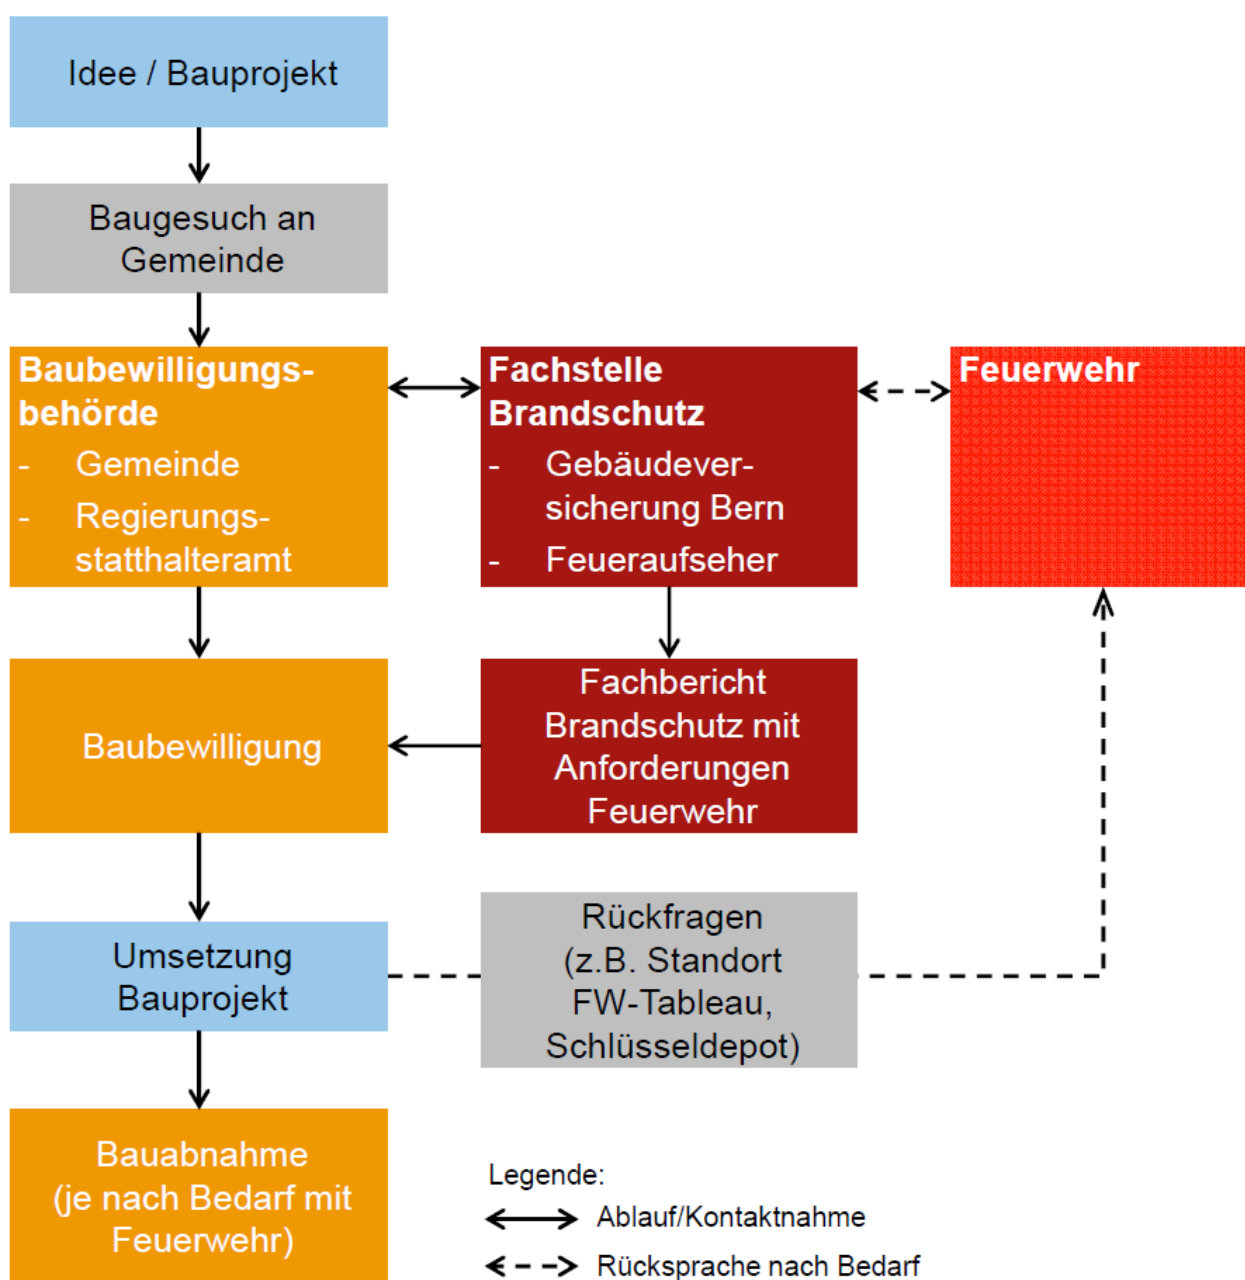 Idee / Bauprojekt
Baugesuch an
Gemeinde
Baubewilligungs-
behörde
- Gemeinde
- Regierungs-
statthalteramt
Fachstelle
Brandschutz
- Gebäudever-
sicherung Bern
- Feueraufseher
Feuerwehr
Baubewilligung
Fachbericht
Brandschutz mit
Anforderungen
Feuerwehr
Umsetzung
Bauprojekt
Rückfragen
(z.B. Standort
FW-Tableau,
Schlüsseldepot)
Bauabnahme
(je nach Bedarf mit
Feuerwehr)
Legende:
Ablauf/Kontaktnahme
Rücksprache nach Bedarf